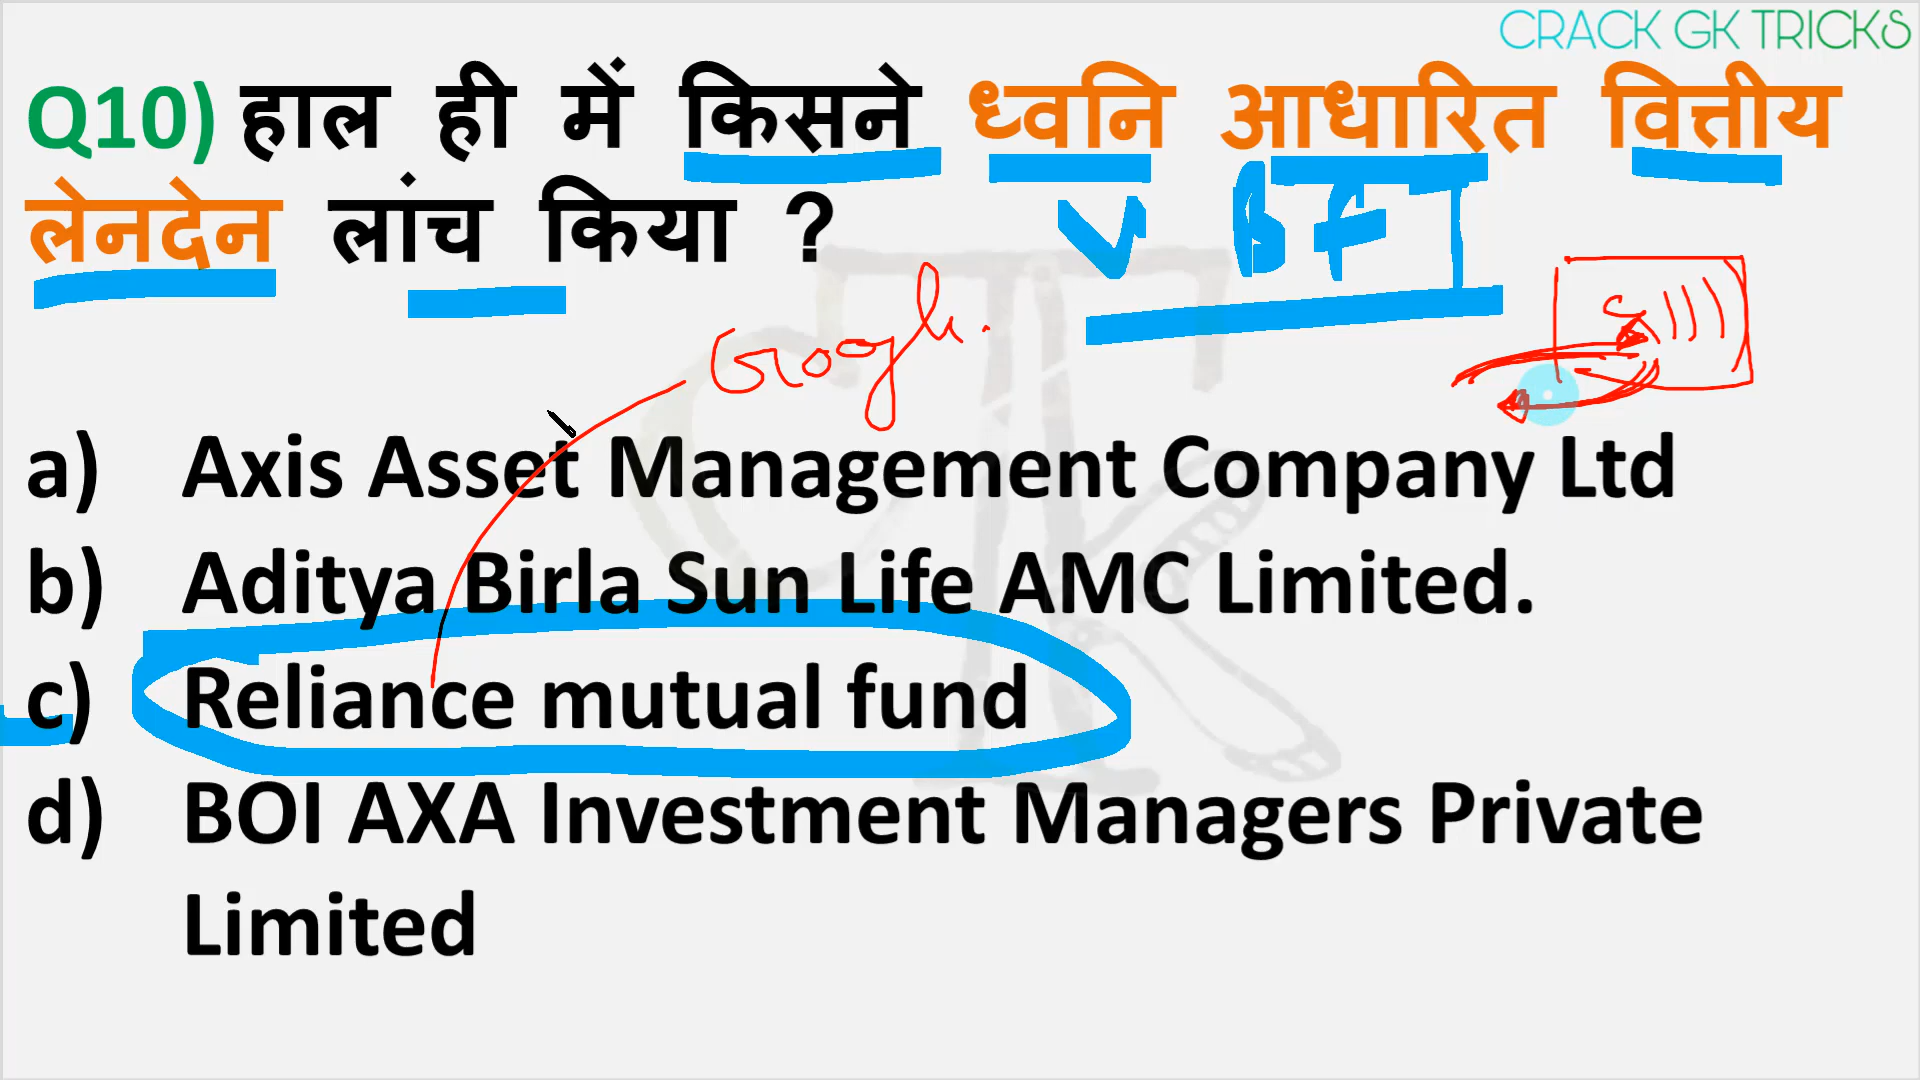 CRACK GK TRICKS
Q10) हाल ही में किसने ध्वनि आधारित वित्तीय
लेनदेन लांच किया ?
V B F T
Google.
a) Axis Asset Management Company Ltd
b) Aditya Birla Sun Life AMC Limited.
c) Reliance mutual fund
d) BOI AXA Investment Managers Private
Limited